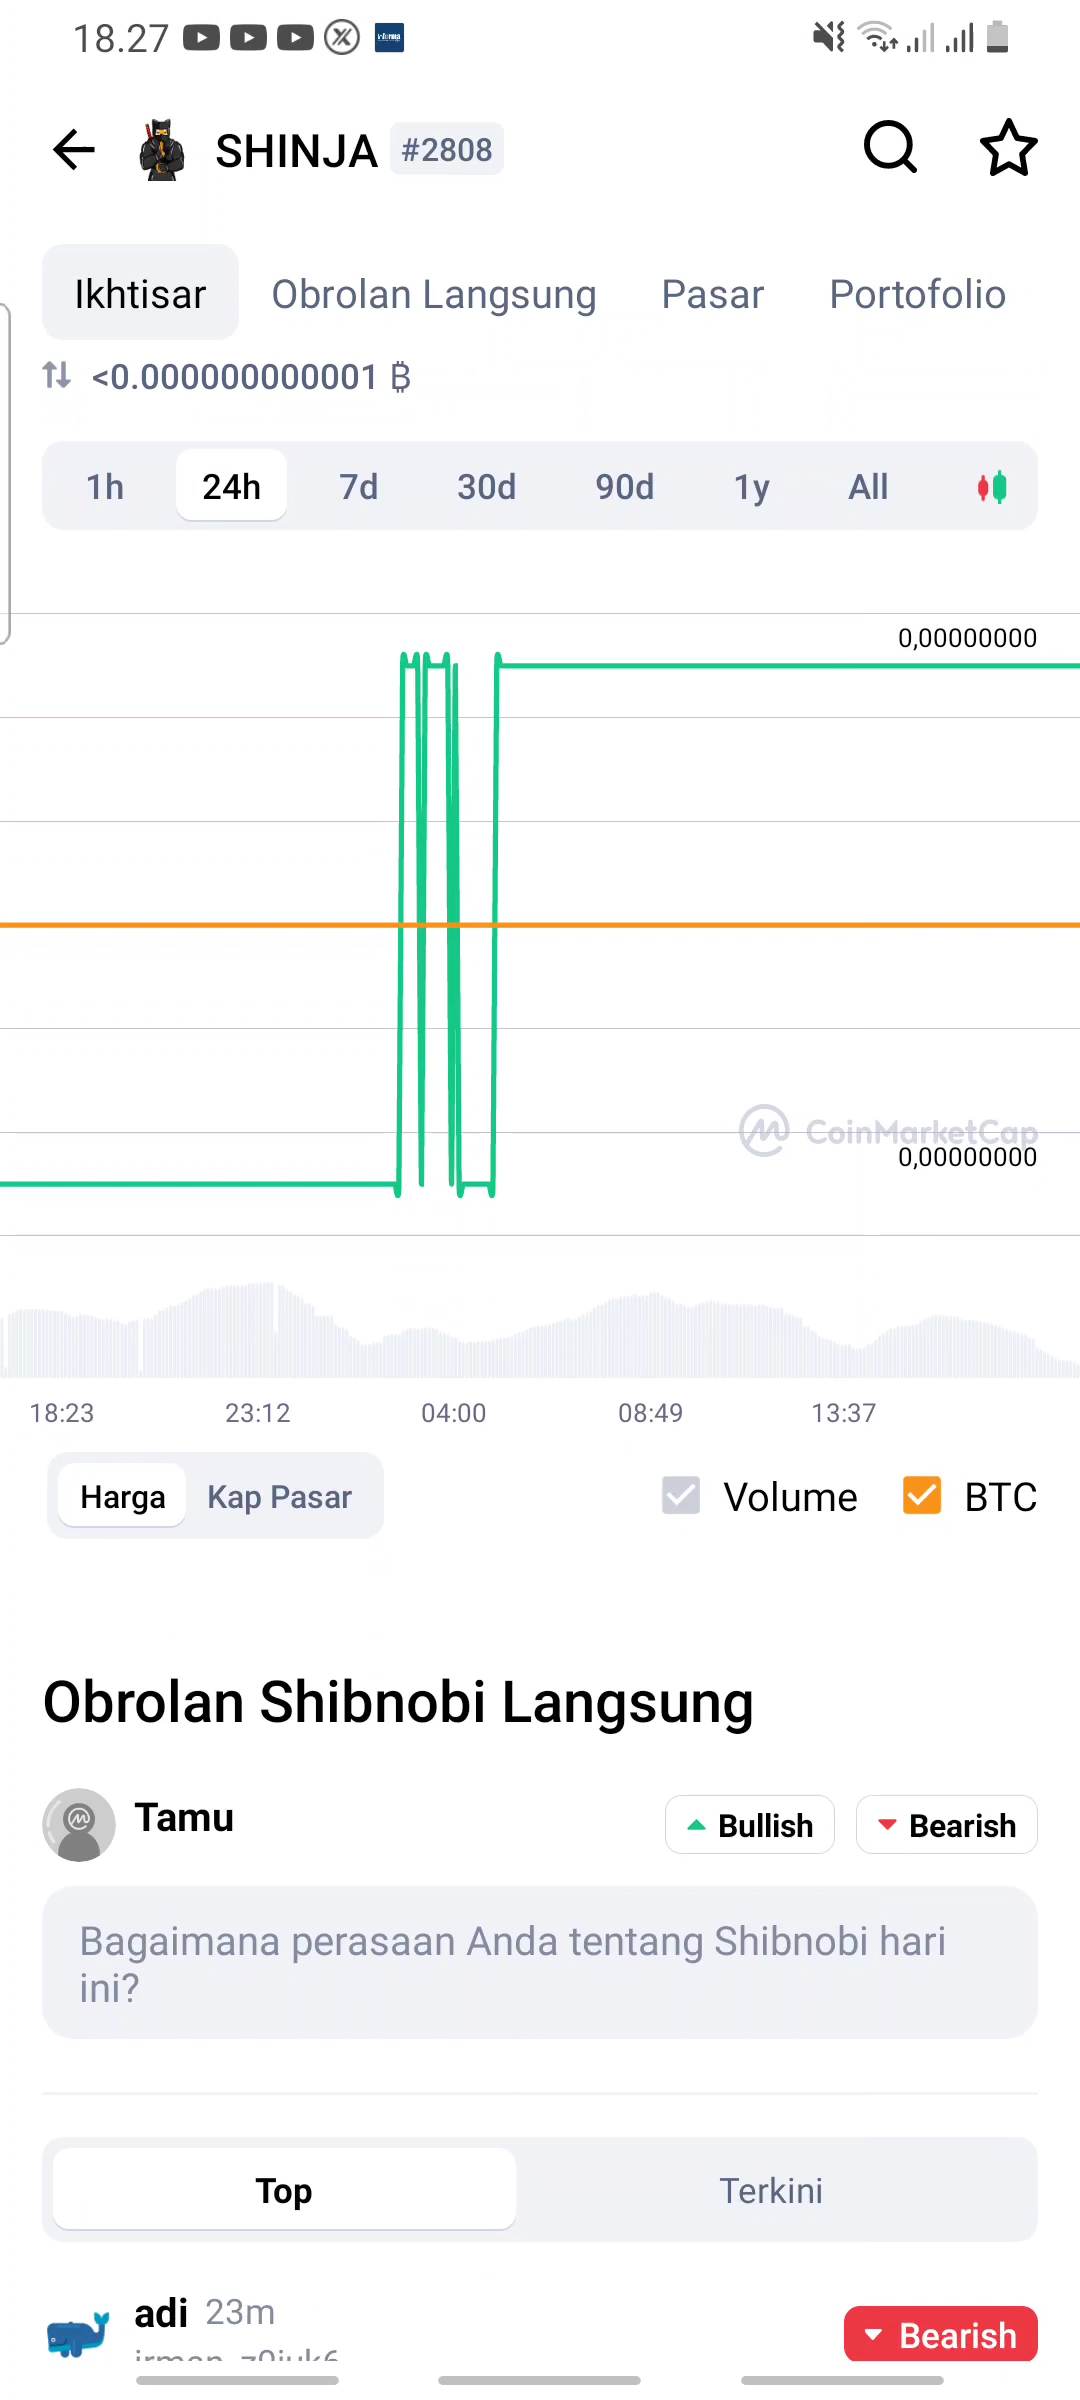 18.27
SHINJA #2808
Ikhtisar Obrolan Langsung Pasar Portofolio
<0.000000000001 ₿
1h 24h 7d 30d 90d 1y All
0,00000000
CoinMarketCap
0,00000000
18:23 23:12 04:00 08:49 13:37
Harga Kap Pasar Volume BTC
Obrolan Shibnobi Langsung
Tamu Bullish Bearish
Bagaimana perasaan Anda tentang Shibnobi hari
ini?
Top Terkini
adi 23m
Bearish